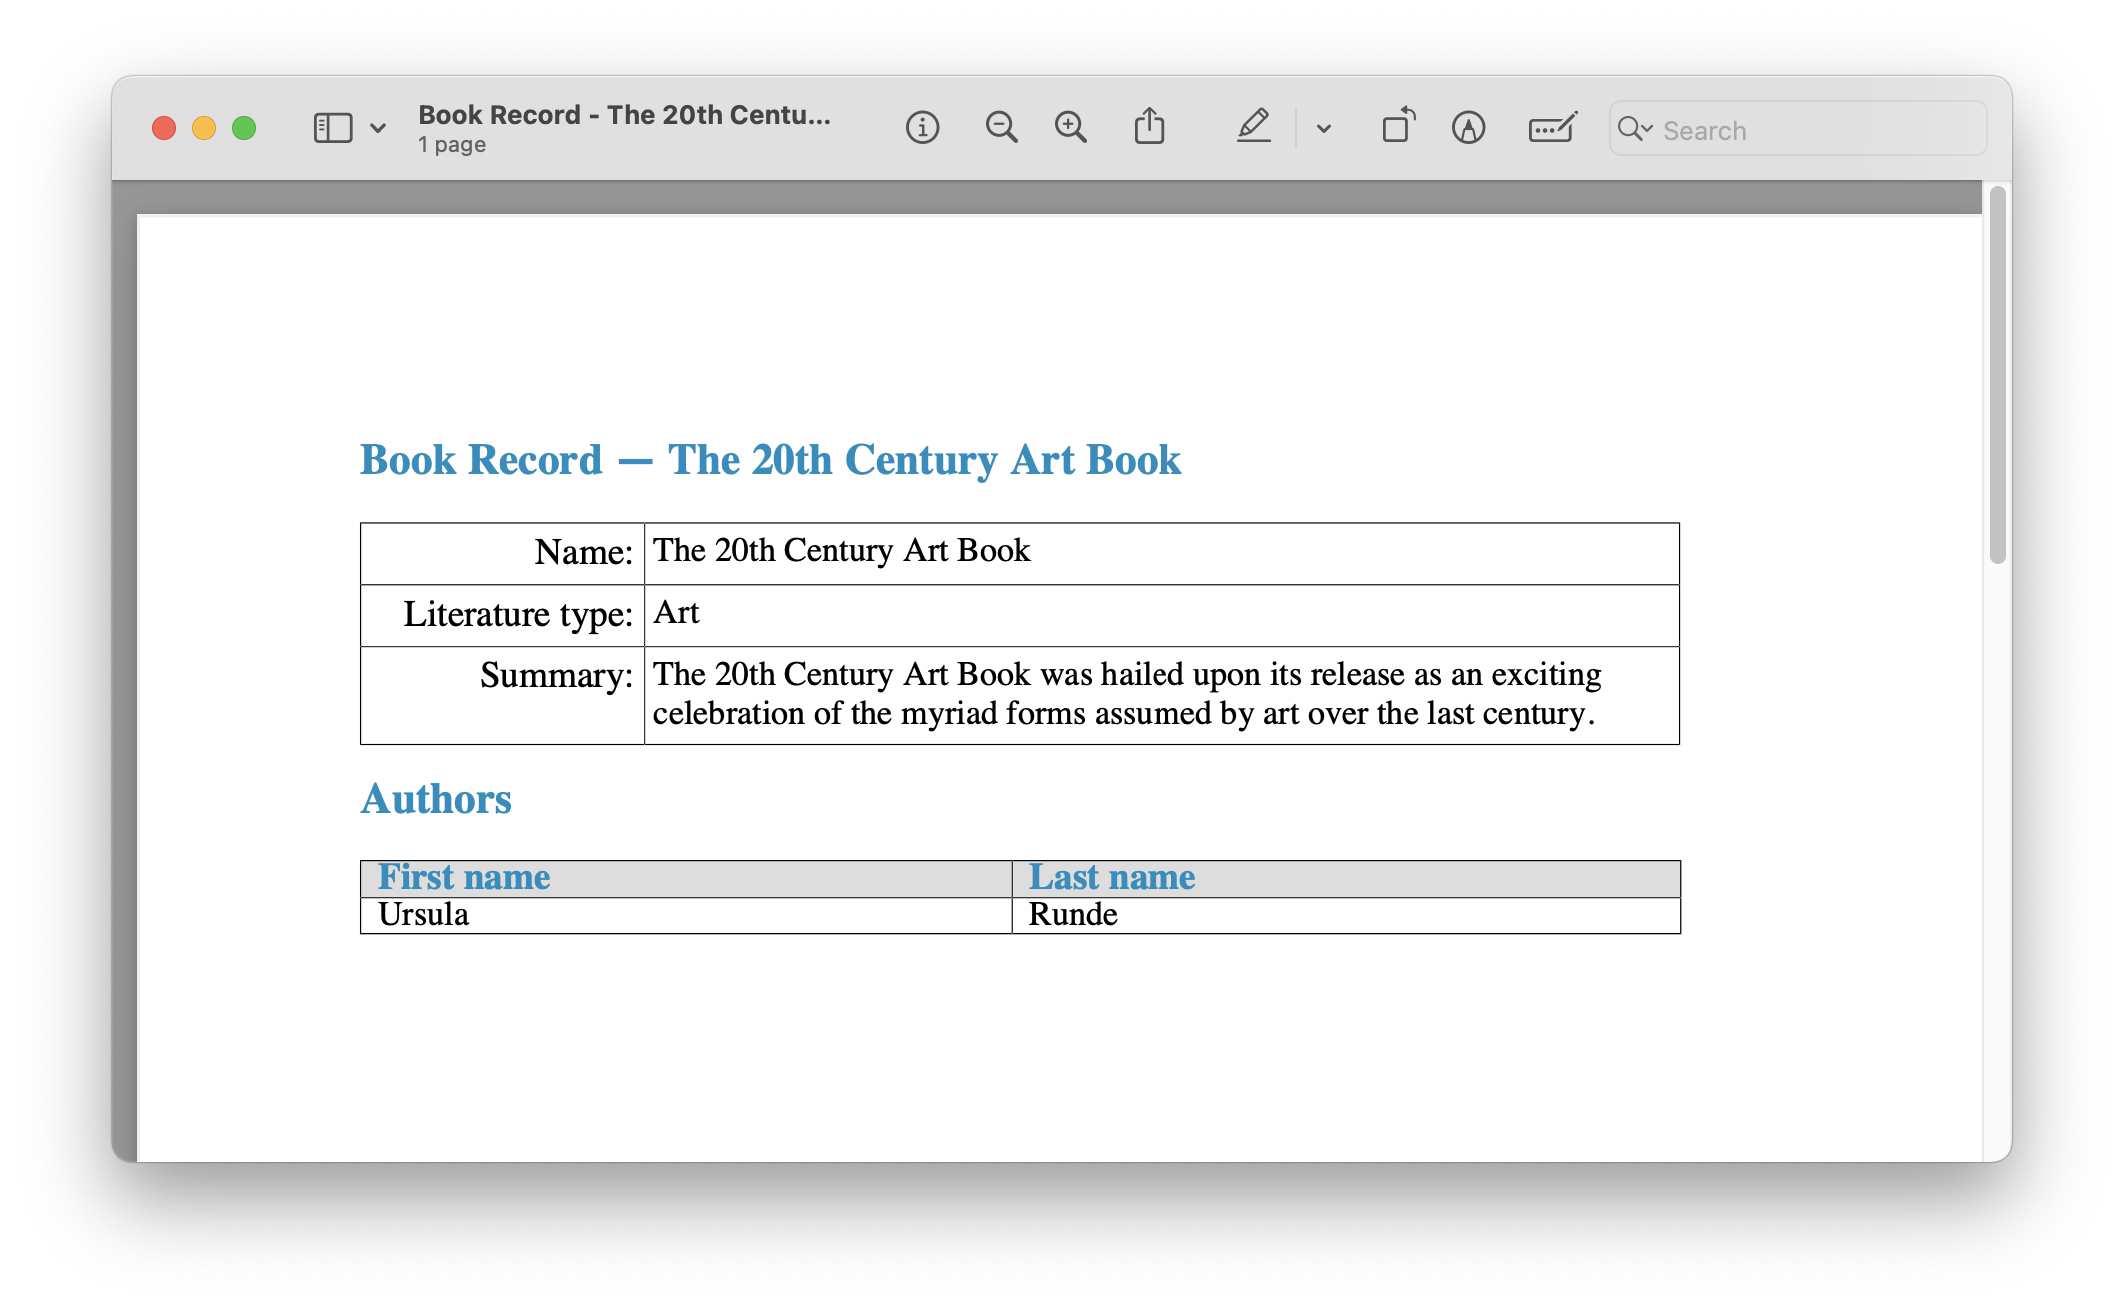 Book Record - The 20th Centu...
1 page
Search
Book Record — The 20th Century Art Book
Name: The 20th Century Art Book
Literature type: Art
Summary: The 20th Century Art Book was hailed upon its release as an exciting
celebration of the myriad forms assumed by art over the last century.
Authors
First name Last name
Ursula Runde